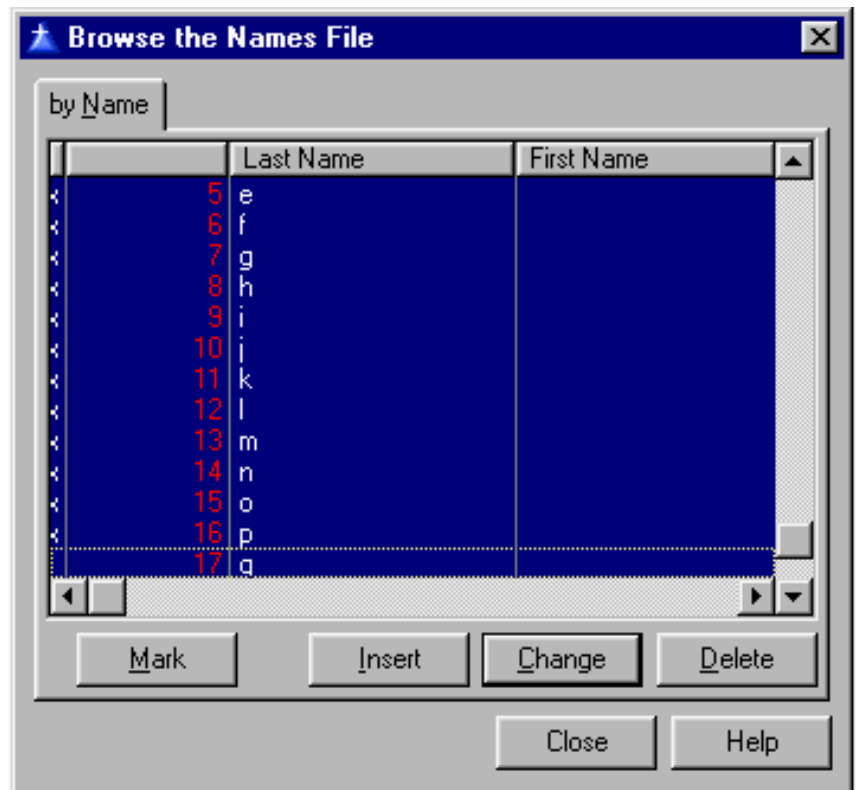 Browse the Names File
by Name
Last Name First Name
5 e
6 f
7 g
8 h
9 i
10 j
11 k
12 l
13 m
14 n
15 o
16 p
17 q
Mark Insert Change Delete
Close Help